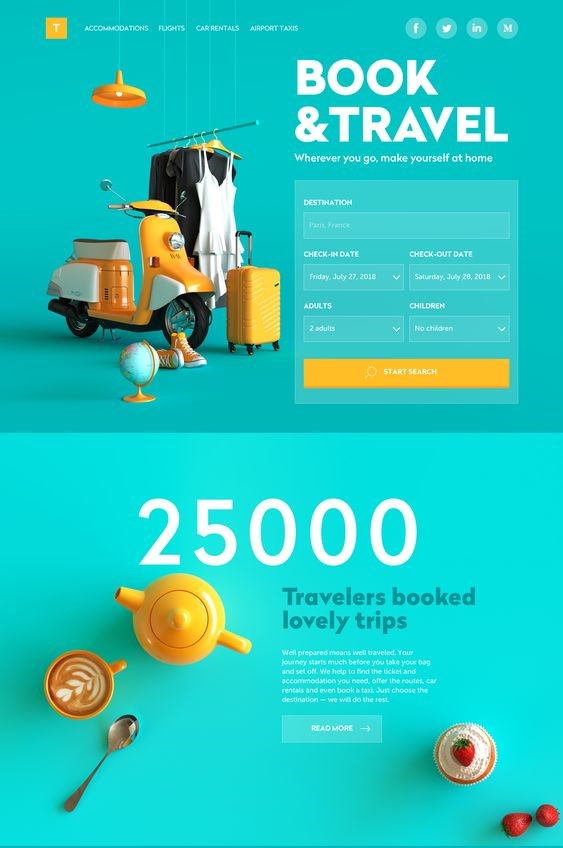 T
ACCOMMODATIONS FLIGHTS CAR RENTALS AIRPORT TAXIS
BOOK
&TRAVEL
Wherever you go, make yourself at home
DESTINATION
Paris, France
CHECK-IN DATE CHECK-OUT DATE
Friday, July 27, 2018 Saturday, July 28, 2018
ADULTS CHILDREN
2 adults No children
START SEARCH
25000
Travelers booked
lovely trips
Well prepared means well traveled. Your
journey starts much before you take your bag
and set off. We help to find the ticket and
accommodation you need, offer the routes, car
rentals and even book a taxi. Just choose the
destination — we will do the rest.
READ MORE